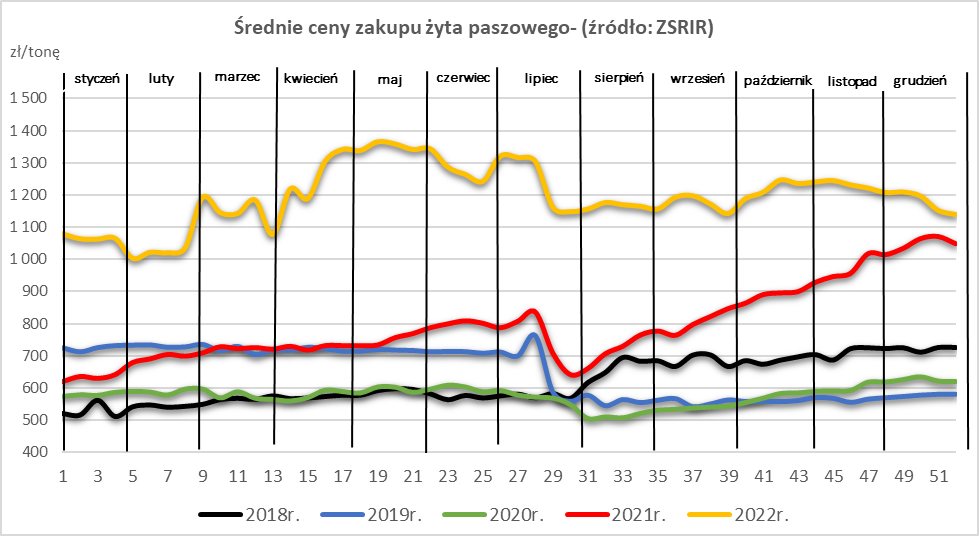 Średnie ceny zakupu żyta paszowego- (źródło: ZSRIR)
zł/tonę
styczeń luty marzec kwiecień maj czerwiec lipiec sierpień wrzesień październik listopad grudzień
1 500
1 400
1 300
1 200
1 100
1 000
900
800
700
600
500
400
1 3 5 7 9 11 13 15 17 19 21 23 25 27 29 31 33 35 37 39 41 43 45 47 49 51
2018r. 2019r. 2020r. 2021r. 2022r.